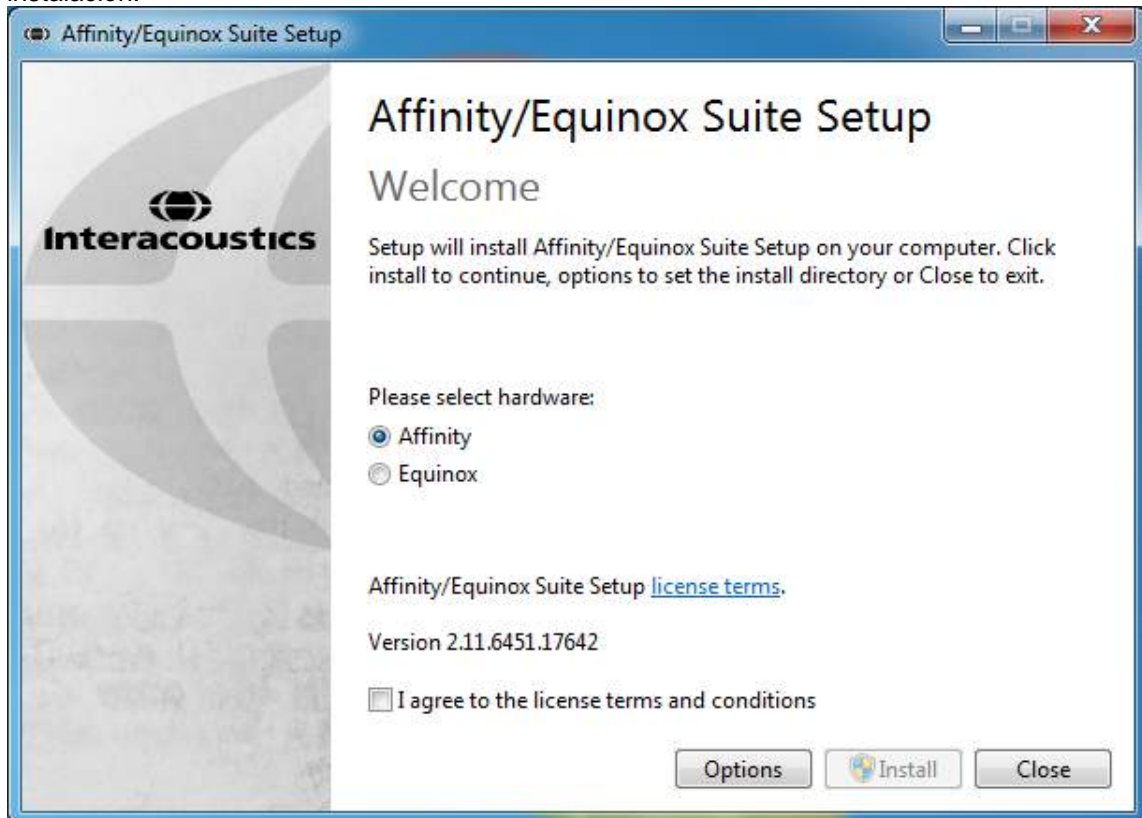 instalación.
Affinity/Equinox Suite Setup
Affinity/Equinox Suite Setup
Welcome
Interacoustics
Setup will install Affinity/Equinox Suite Setup on your computer. Click
install to continue, options to set the install directory or Close to exit.
Please select hardware:
Affinity
Equinox
Affinity/Equinox Suite Setup license terms.
Version 2.11.6451.17642
I agree to the license terms and conditions
Options
Install
Close